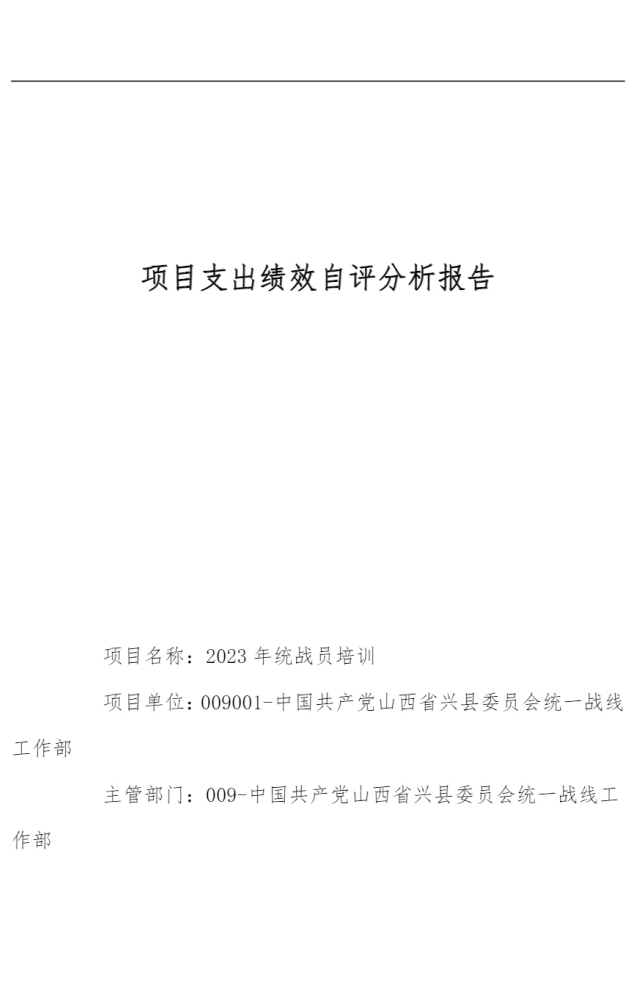 项目支出绩效自评分析报告
项目名称：2023 年统战员培训
项目单位：009001-中国共产党山西省兴县委员会统一战线
工作部
主管部门：009-中国共产党山西省兴县委员会统一战线工
作部